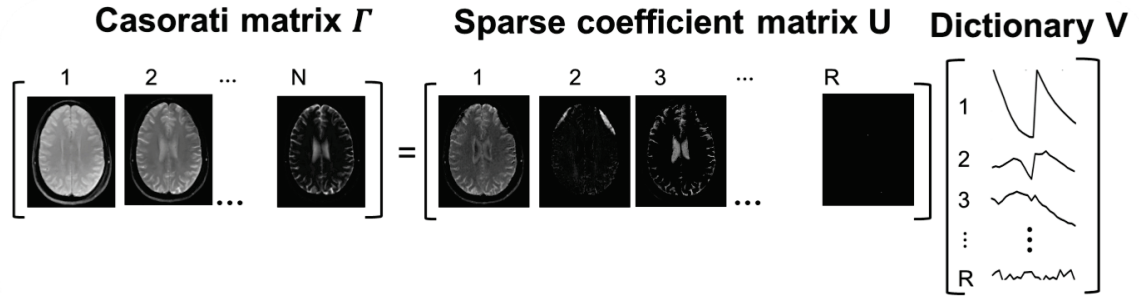 Casorati matrix Γ
Sparse coefficient matrix U
Dictionary V
1 2 ... N
=
1 2 3 ... R
...
...
1
2
3
⋮
⋮
R